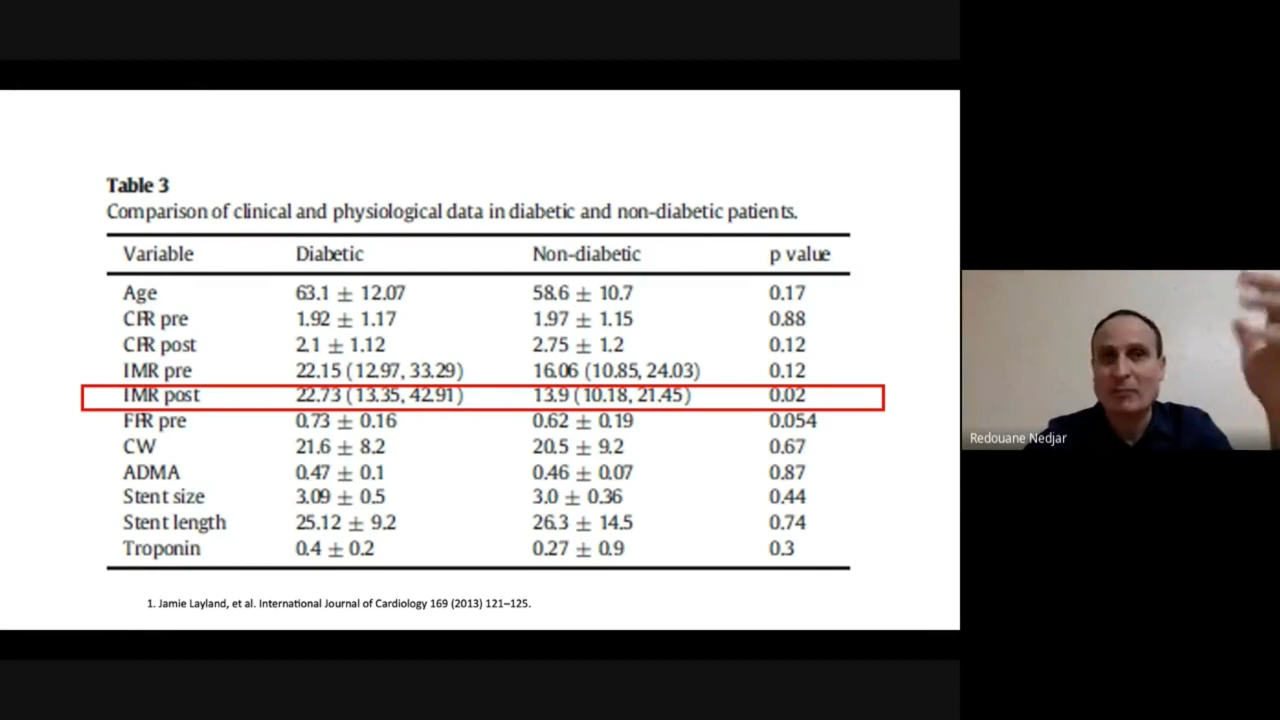 Table 3
Comparison of clinical and physiological data in diabetic and non-diabetic patients.
Variable Diabetic Non-diabetic p value
Age 63.1 ± 12.07 58.6 ± 10.7 0.17
CFR pre 1.92 ± 1.17 1.97 ± 1.15 0.88
CFR post 2.1 ± 1.12 2.75 ± 1.2 0.12
IMR pre 22.15 (12.97, 33.29) 16.06 (10.85, 24.03) 0.12
IMR post 22.73 (13.35, 42.91) 13.9 (10.18, 21.45) 0.02
FFR pre 0.73 ± 0.16 0.62 ± 0.19 0.054
CW 21.6 ± 8.2 20.5 ± 9.2 0.67
ADMA 0.47 ± 0.1 0.46 ± 0.07 0.87
Stent size 3.09 ± 0.5 3.0 ± 0.36 0.44
Stent length 25.12 ± 9.2 26.3 ± 14.5 0.74
Troponin 0.4 ± 0.2 0.27 ± 0.9 0.3
1. Jamie Layland, et al. International Journal of Cardiology 169 (2013) 121–125.
Redouane Nedjar